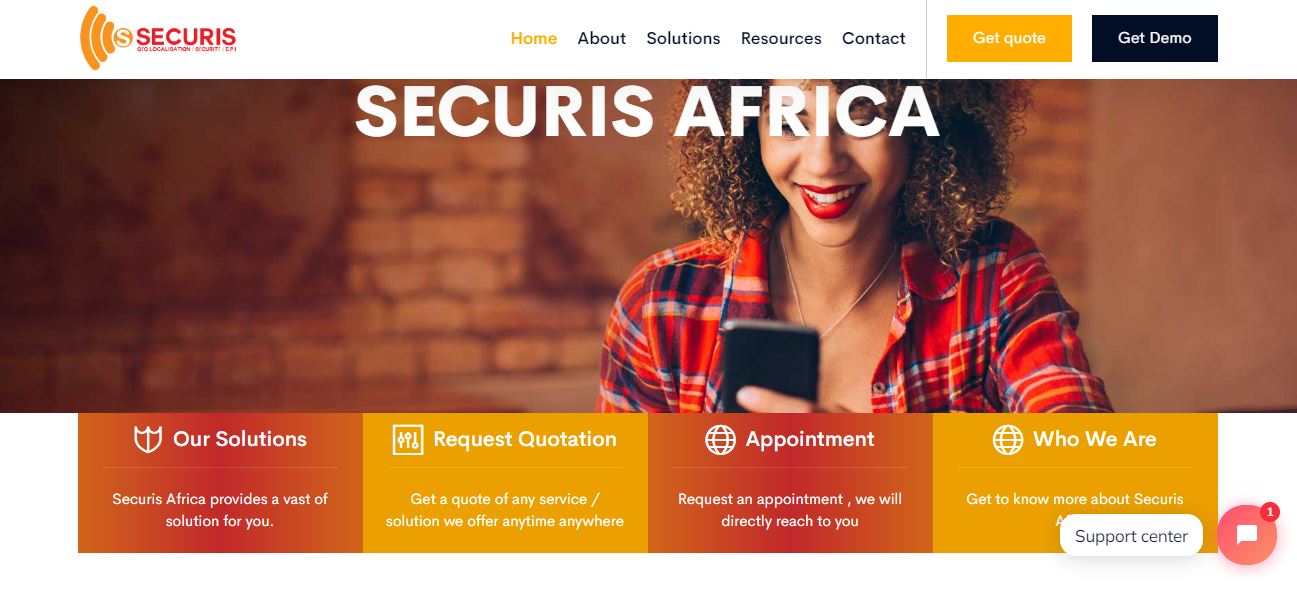 S SECURIS
GÉO LOCALISATION / SÉCURITÉ / E.P.I
Home About Solutions Resources Contact
Get quote
Get Demo
SECURIS AFRICA
Our Solutions
Securis Africa provides a vast of
solution for you.
Request Quotation
Get a quote of any service /
solution we offer anytime anywhere
Appointment
Request an appointment , we will
directly reach to you
Who We Are
Get to know more about Securis
Support center
1